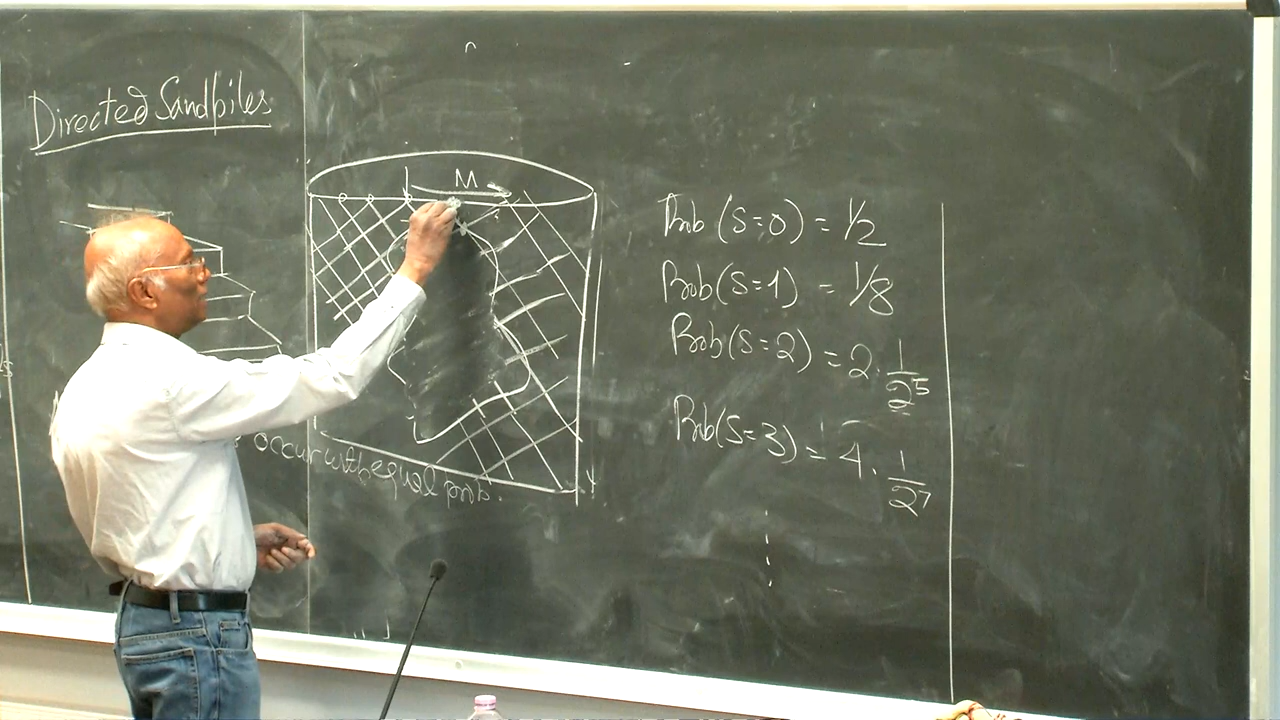 Directed Sandpiles
M
occur with equal prob.
Prob (S=0) = 1/2
Prob (S=1) = 1/8
Prob (S=2) = 2. 1/2^5
Prob (S=3) = 4. 1/2^7